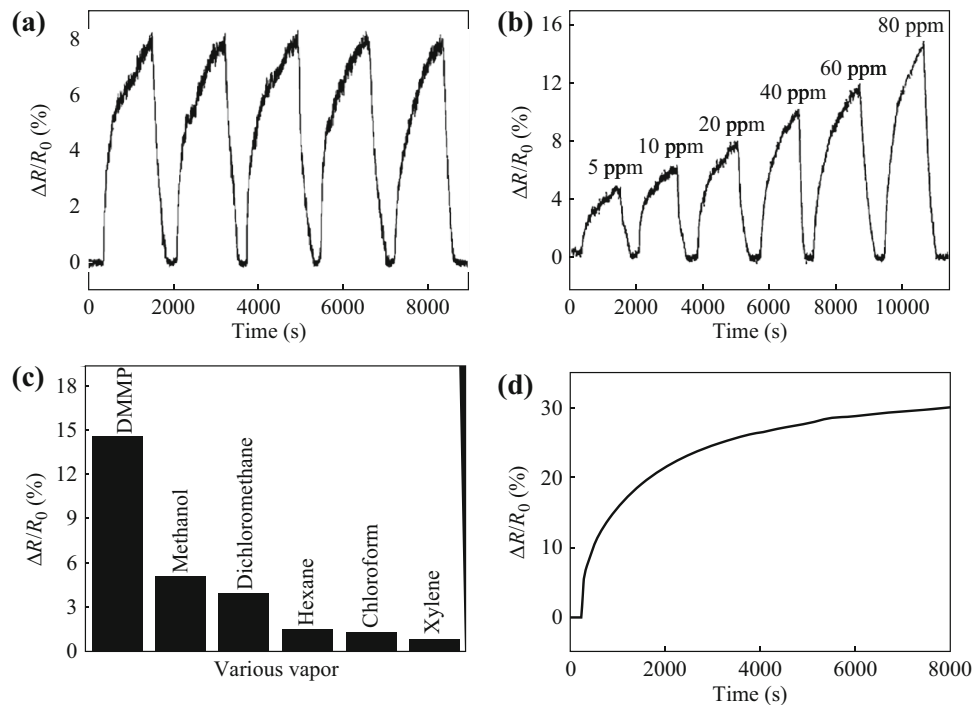 (a)
8
6
4
2
0
ΔR/R0 (%)
0 2000 4000 6000 8000
Time (s)
(b)
16
12
8
4
0
ΔR/R0 (%)
5 ppm
10 ppm
20 ppm
40 ppm
60 ppm
80 ppm
0 2000 4000 6000 8000 10000
Time (s)
(c)
18
15
12
9
6
3
0
ΔR/R0 (%)
DMMP
Methanol
Dichloromethane
Hexane
Chloroform
Xylene
Various vapor
(d)
30
20
10
0
ΔR/R0 (%)
0 2000 4000 6000 8000
Time (s)